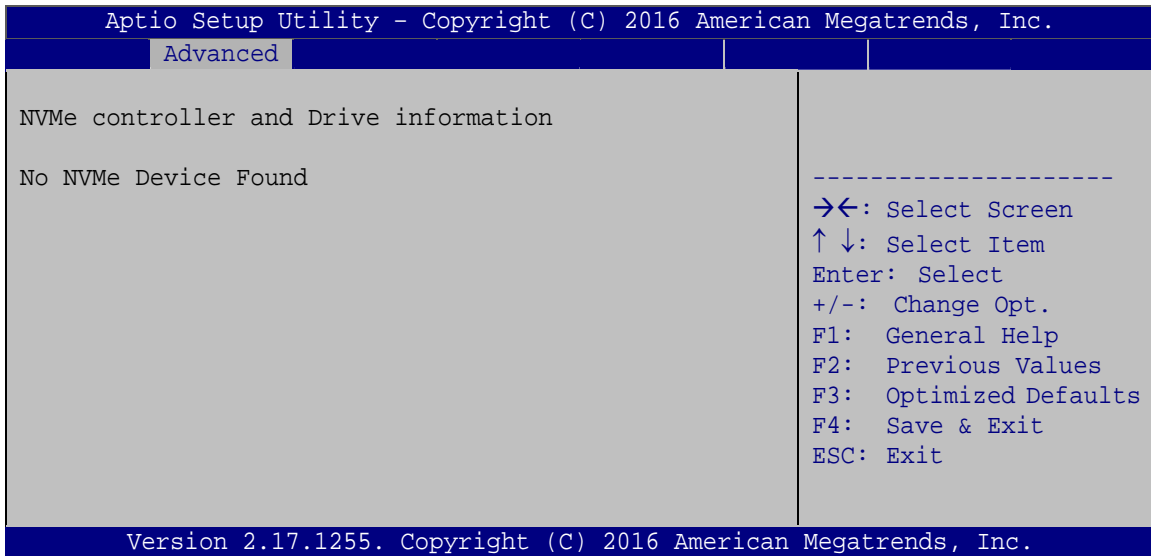 Aptio Setup Utility – Copyright (C) 2016 American Megatrends, Inc.
Advanced
NVMe controller and Drive information
No NVMe Device Found
---------------------
→←: Select Screen
↑ ↓: Select Item
Enter: Select
+/-: Change Opt.
F1: General Help
F2: Previous Values
F3: Optimized Defaults
F4: Save & Exit
ESC: Exit
Version 2.17.1255. Copyright (C) 2016 American Megatrends, Inc.